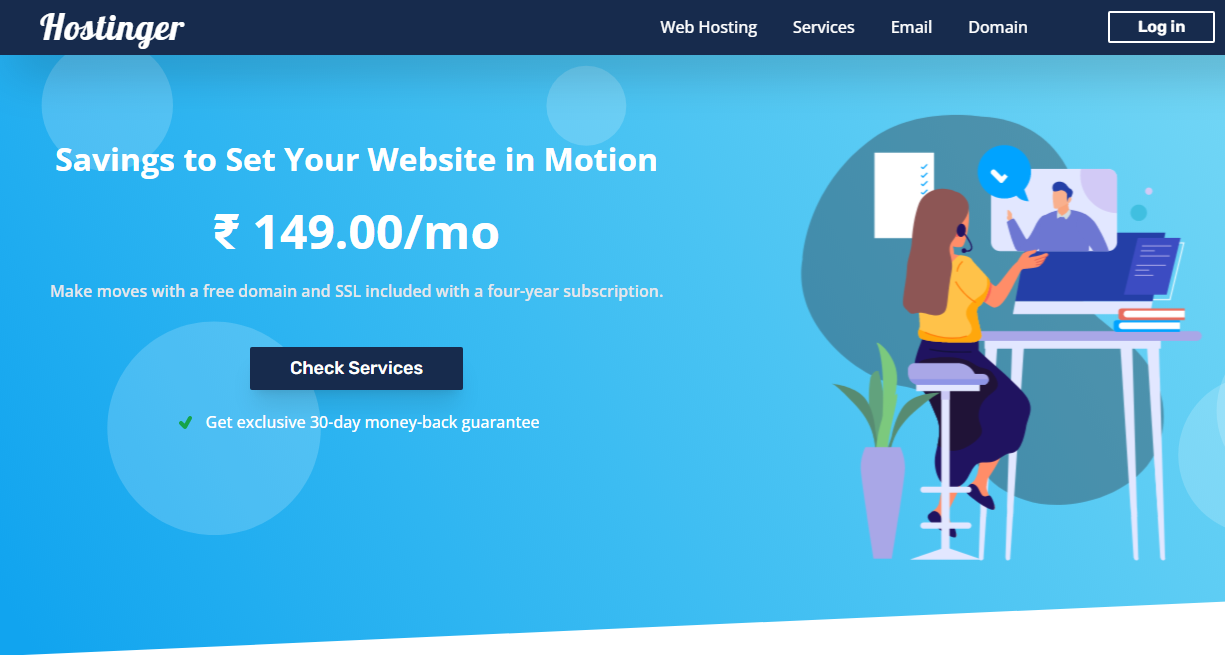 Hostinger
Web Hosting
Services
Email
Domain
Log in
Savings to Set Your Website in Motion
₹ 149.00/mo
Make moves with a free domain and SSL included with a four-year subscription.
Check Services
Get exclusive 30-day money-back guarantee